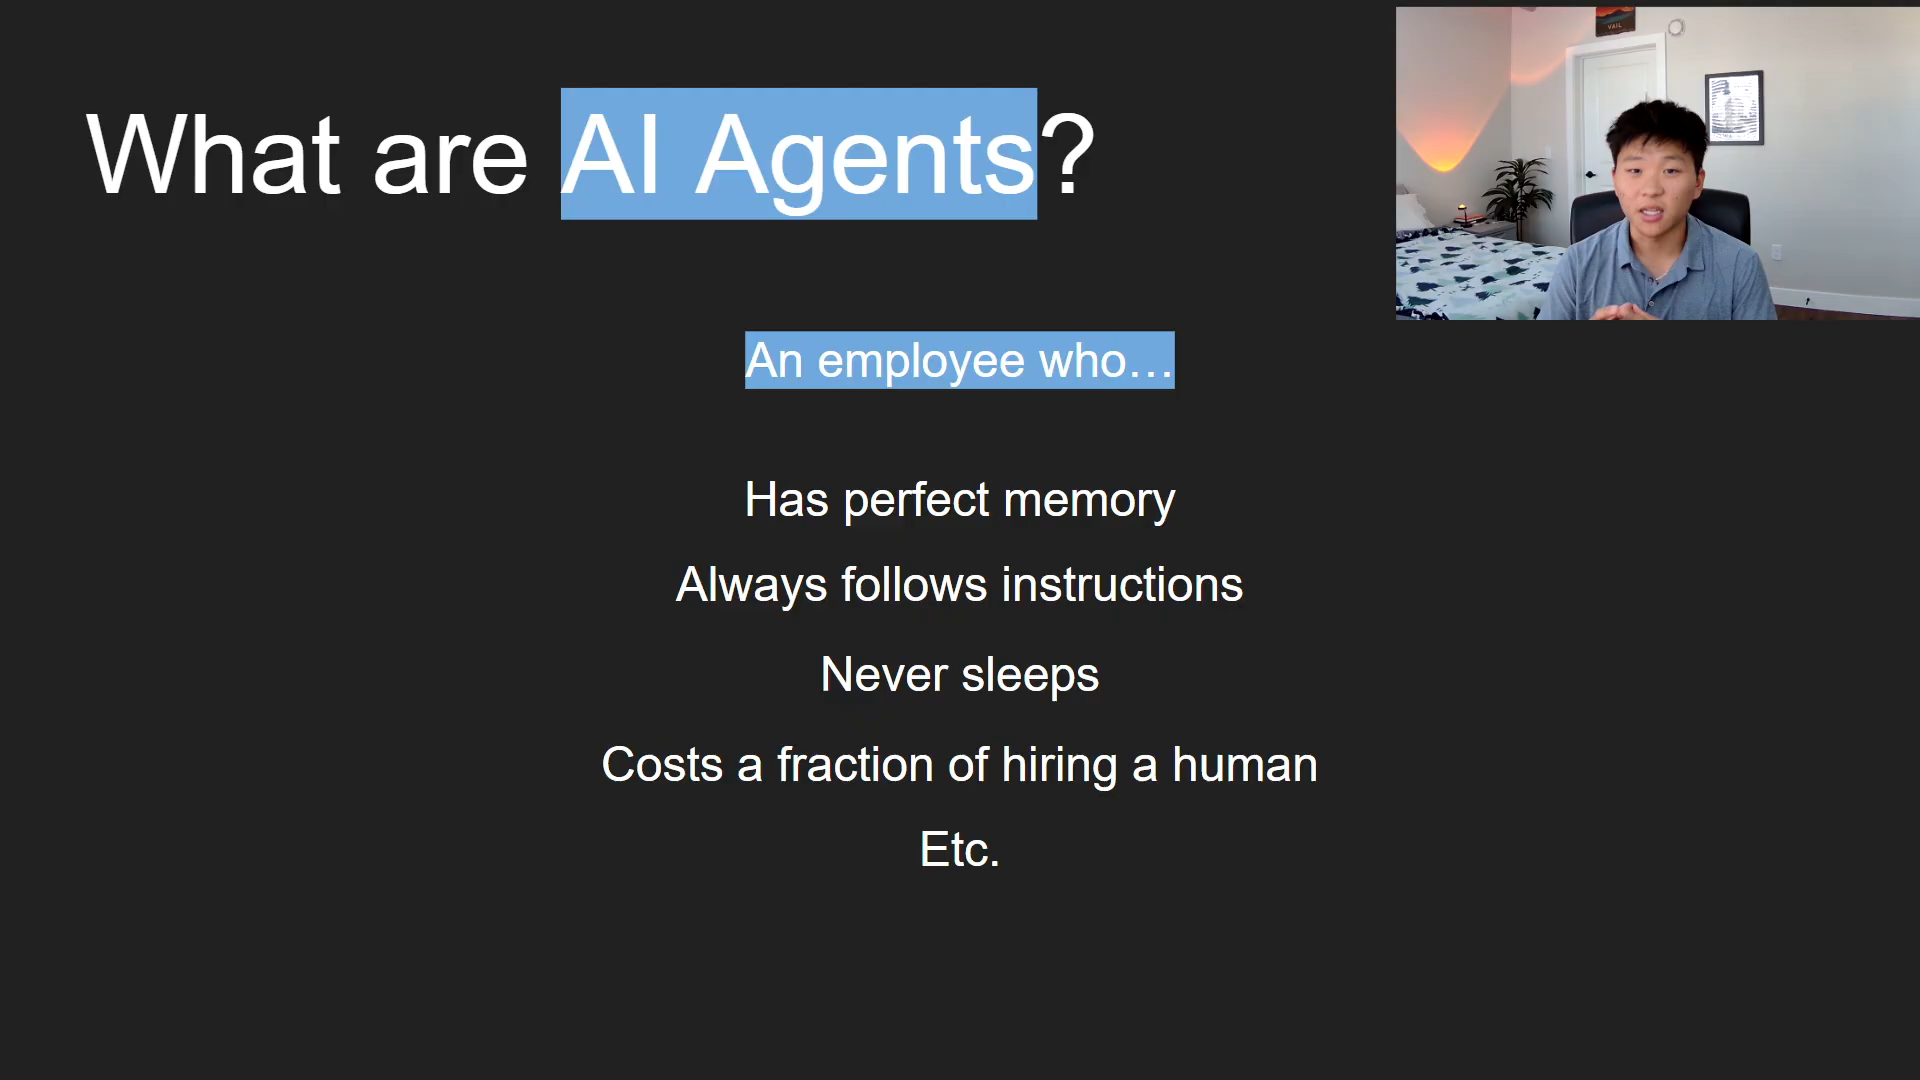 What are AI Agents?
VAIL
An employee who…
Has perfect memory
Always follows instructions
Never sleeps
Costs a fraction of hiring a human
Etc.